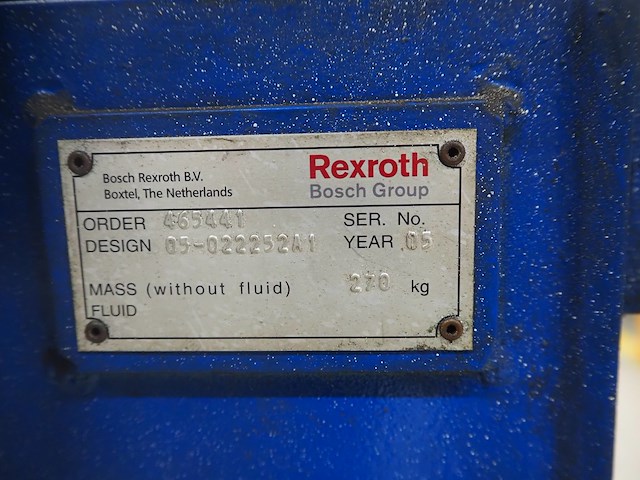 Bosch Rexroth B.V.
Boxtel, The Netherlands
Rexroth
Bosch Group
ORDER 465441 SER. No.
DESIGN 05-022252A1 YEAR .05
MASS (without fluid) 270 kg
FLUID